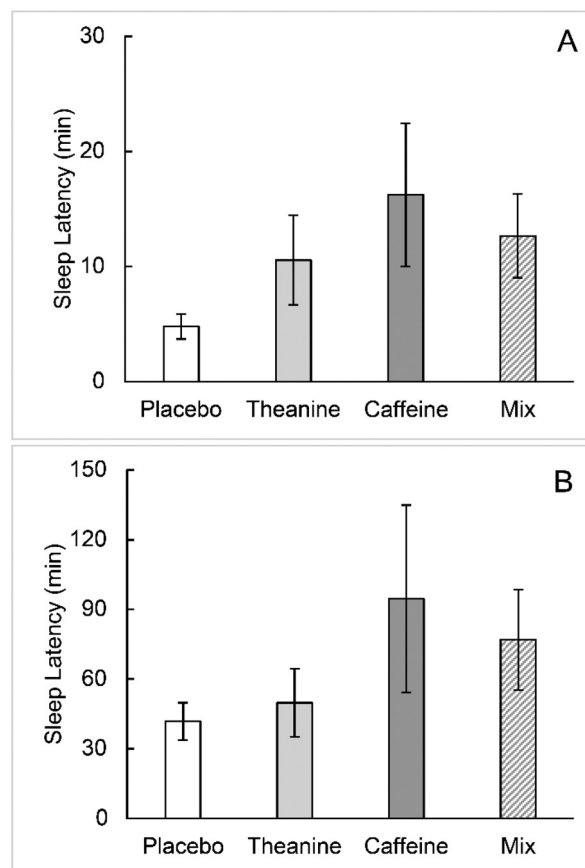 A
30
20
10
0
Sleep Latency (min)
Placebo Theanine Caffeine Mix
B
150
120
90
60
30
0
Sleep Latency (min)
Placebo Theanine Caffeine Mix